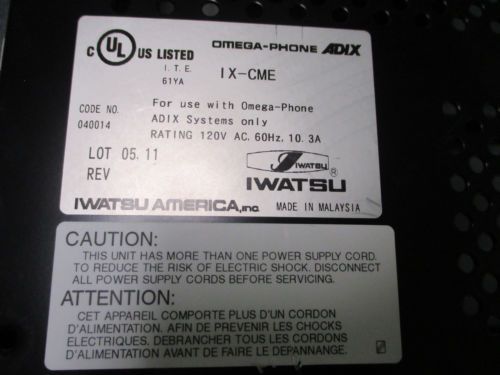 C UL US LISTED
OMEGA-PHONE ADIX
I.T.E.
61YA
IX-CME
CODE NO.
040014
For use with Omega-Phone
ADIX Systems only
RATING 120V AC. 60Hz, 10.3A
LOT 05.11
REV
IWATSU ®
IWATSU
IWATSU AMERICA, INC.
MADE IN MALAYSIA
CAUTION:
THIS UNIT HAS MORE THAN ONE POWER SUPPLY CORD.
TO REDUCE THE RISK OF ELECTRIC SHOCK. DISCONNECT
ALL POWER SUPPLY CORDS BEFORE SERVICING.
ATTENTION:
CET APPAREIL COMPORTE PLUS D'UN CORDON
D'ALIMENTATION. AFIN DE PREVENIR LES CHOCKS
ELECTRIQUES. DEBRANCHER TOUS LES CORDONS
D'ALIMENTATION AVANT DE FAIRE LE DEPANNAGE.